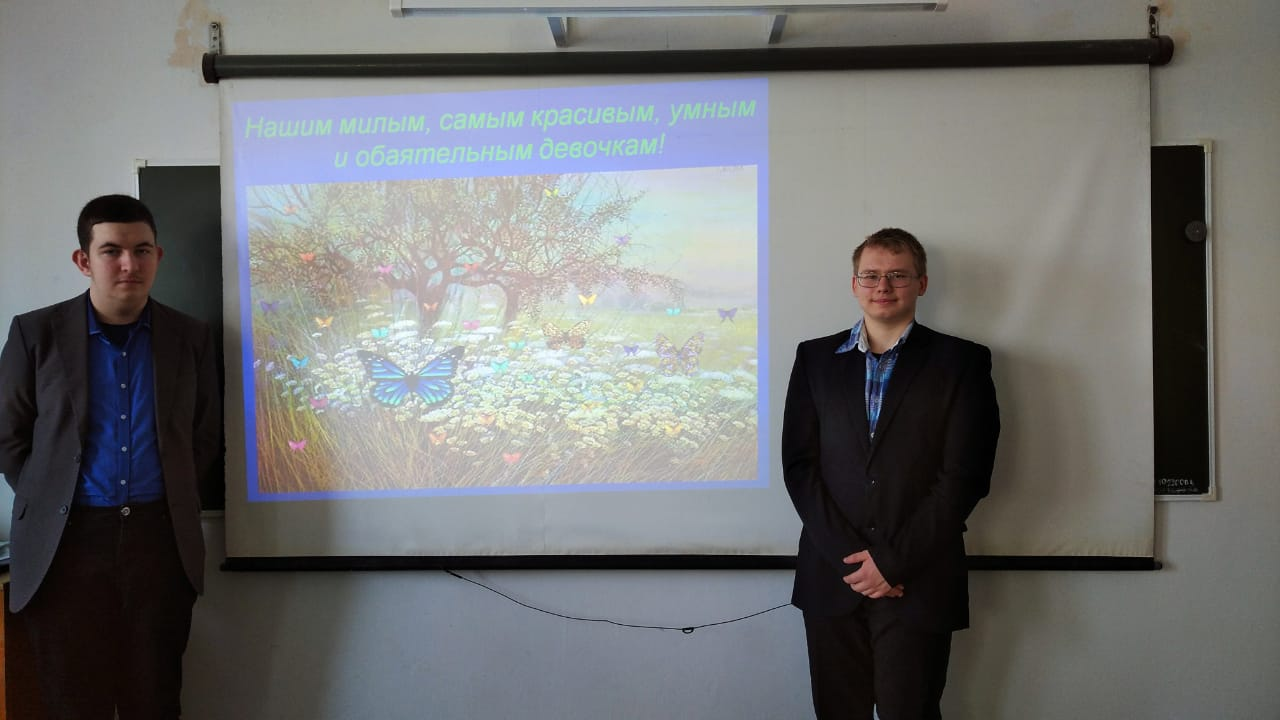 Нашим милым, самым красивым, умным
и обаятельным девочкам!